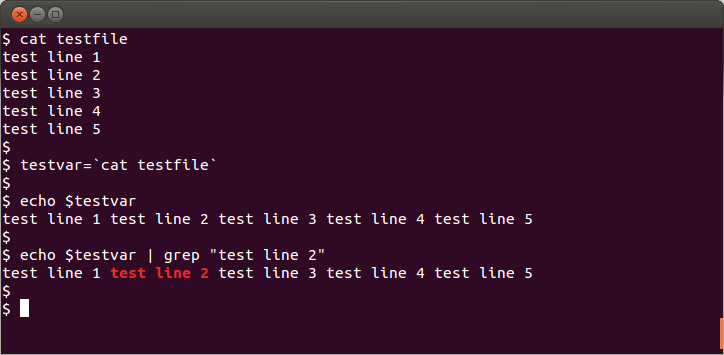 $ cat testfile
test line 1
test line 2
test line 3
test line 4
test line 5
$
$ testvar=`cat testfile`
$
$ echo $testvar
test line 1 test line 2 test line 3 test line 4 test line 5
$
$ echo $testvar | grep "test line 2"
test line 1 test line 2 test line 3 test line 4 test line 5
$
$